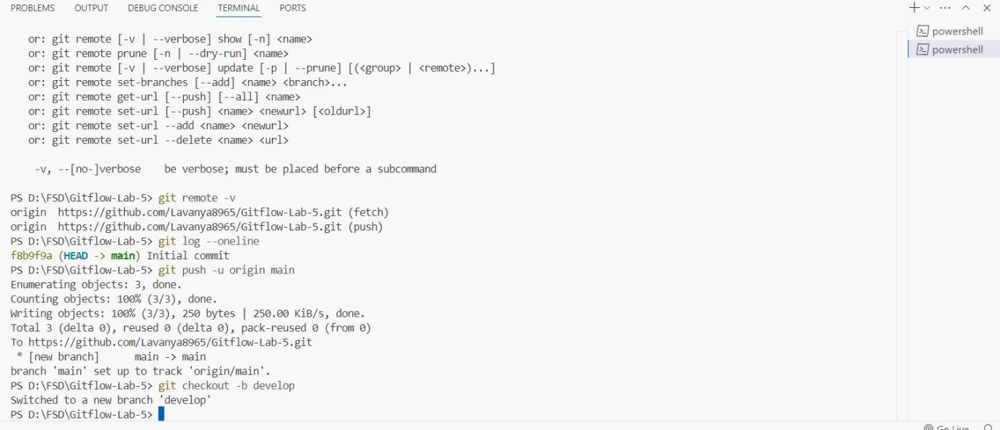 PROBLEMS OUTPUT DEBUG CONSOLE TERMINAL PORTS
or: git remote [-v | --verbose] show [-n] <name>
or: git remote prune [-n | --dry-run] <name>
or: git remote [-v | --verbose] update [-p | --prune] [(<group> | <remote>)...]
or: git remote set-branches [--add] <name> <branch>...
or: git remote get-url [--push] [--all] <name>
or: git remote set-url [--push] <name> <newurl> [<oldurl>]
or: git remote set-url --add <name> <newurl>
or: git remote set-url --delete <name> <url>
-v, --[no-]verbose    be verbose; must be placed before a subcommand
PS D:\FSD\Gitflow-Lab-5> git remote -v
origin  https://github.com/Lavanya8965/Gitflow-Lab-5.git (fetch)
origin  https://github.com/Lavanya8965/Gitflow-Lab-5.git (push)
PS D:\FSD\Gitflow-Lab-5> git log --oneline
f8b9f9a (HEAD -> main) Initial commit
PS D:\FSD\Gitflow-Lab-5> git push -u origin main
Enumerating objects: 3, done.
Counting objects: 100% (3/3), done.
Writing objects: 100% (3/3), 250 bytes | 250.00 KiB/s, done.
Total 3 (delta 0), reused 0 (delta 0), pack-reused 0 (from 0)
To https://github.com/Lavanya8965/Gitflow-Lab-5.git
* [new branch]      main -> main
branch 'main' set up to track 'origin/main'.
PS D:\FSD\Gitflow-Lab-5> git checkout -b develop
Switched to a new branch 'develop'
PS D:\FSD\Gitflow-Lab-5>
powershell
powershell
Go Live